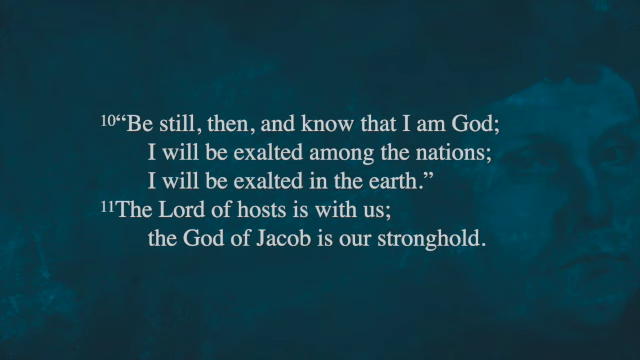 ¹⁰“Be still, then, and know that I am God;
I will be exalted among the nations;
I will be exalted in the earth.”
¹¹The Lord of hosts is with us;
the God of Jacob is our stronghold.